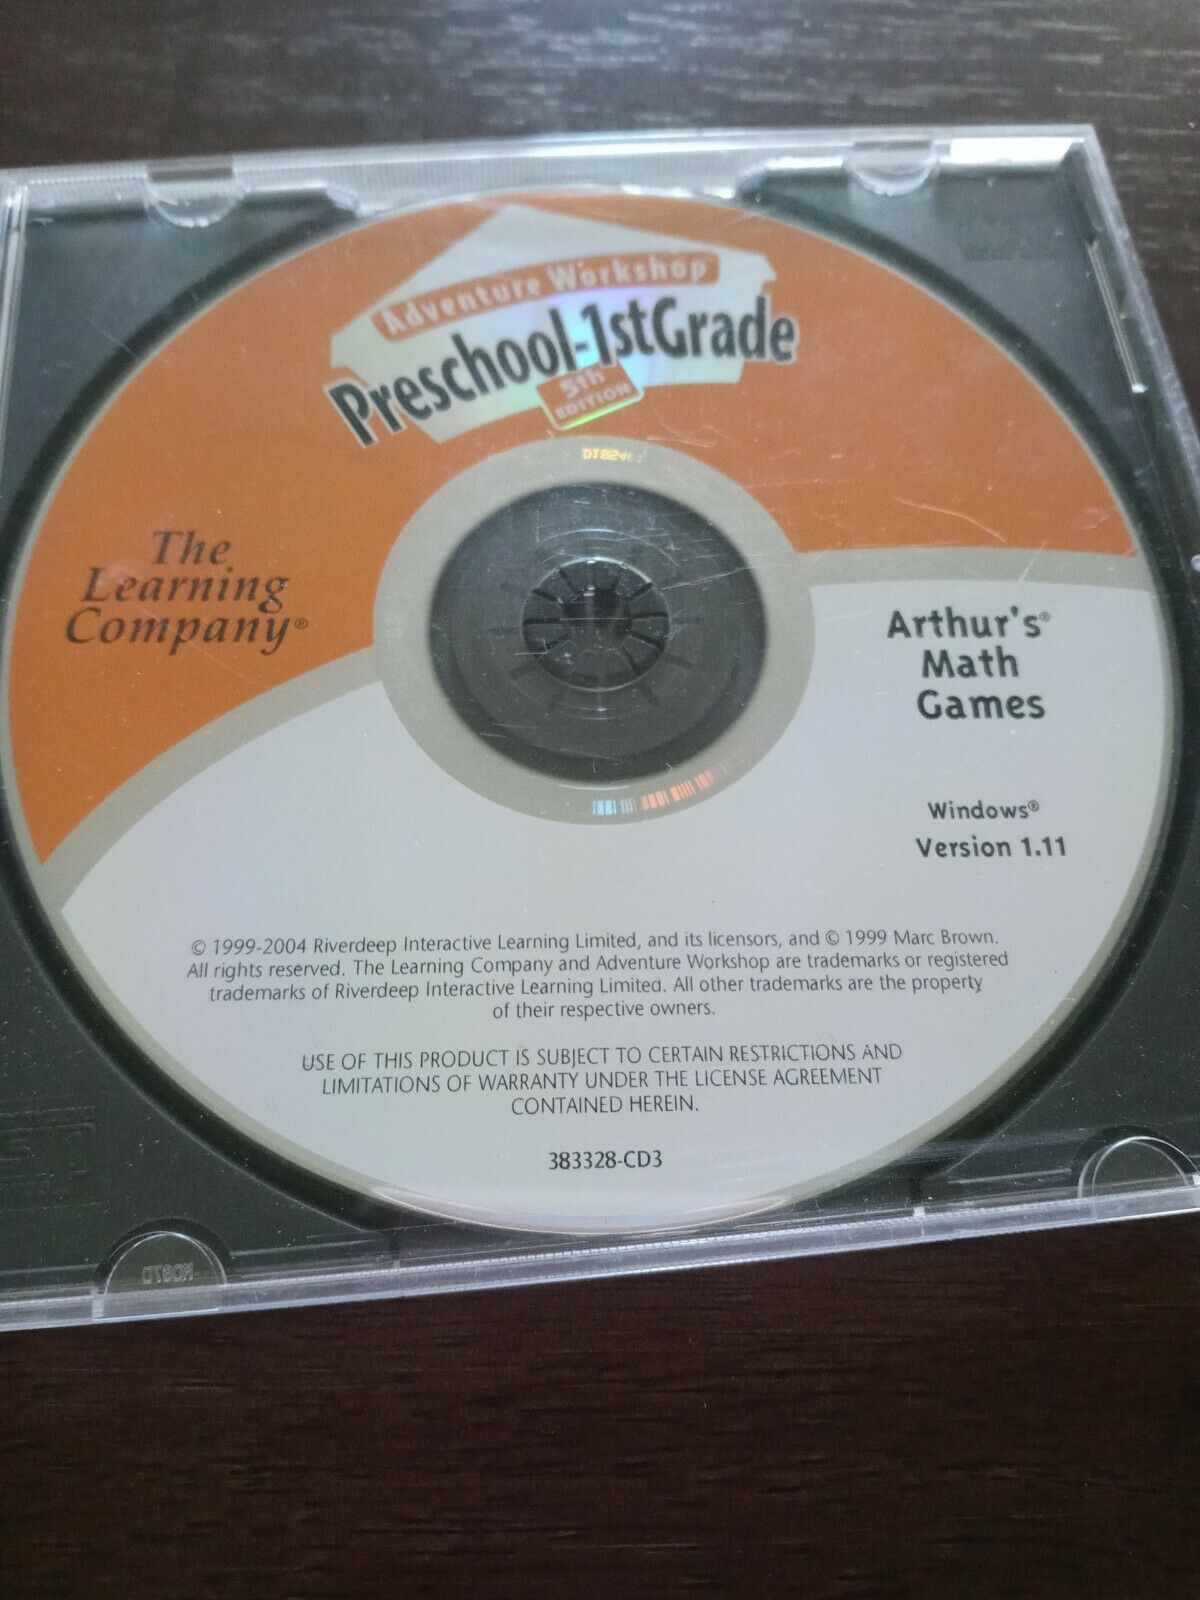 Adventure Workshop
Preschool-1stGrade
5th
EDITION
The
Learning
Company®
Arthur's®
Math
Games
Windows®
Version 1.11
© 1999-2004 Riverdeep Interactive Learning Limited, and its licensors, and © 1999 Marc Brown.
All rights reserved. The Learning Company and Adventure Workshop are trademarks or registered
trademarks of Riverdeep Interactive Learning Limited. All other trademarks are the property
of their respective owners.
USE OF THIS PRODUCT IS SUBJECT TO CERTAIN RESTRICTIONS AND
LIMITATIONS OF WARRANTY UNDER THE LICENSE AGREEMENT
CONTAINED HEREIN.
383328-CD3